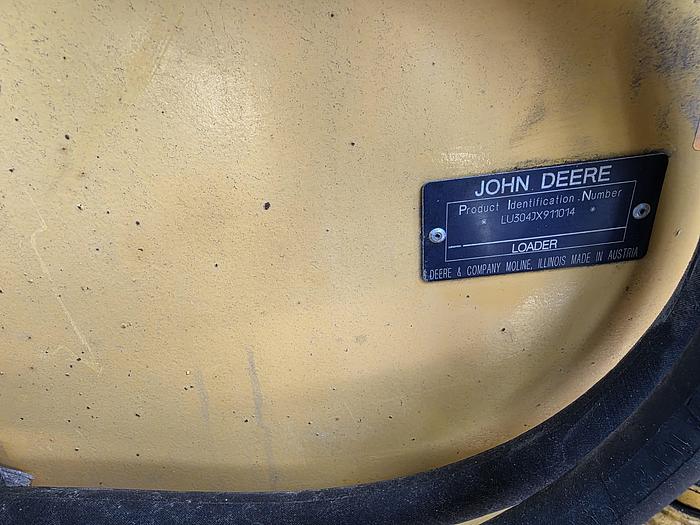 JOHN DEERE
Product Identification Number
* LU304JX911014 *
LOADER
DEERE & COMPANY MOLINE, ILLINOIS MADE IN AUSTRIA